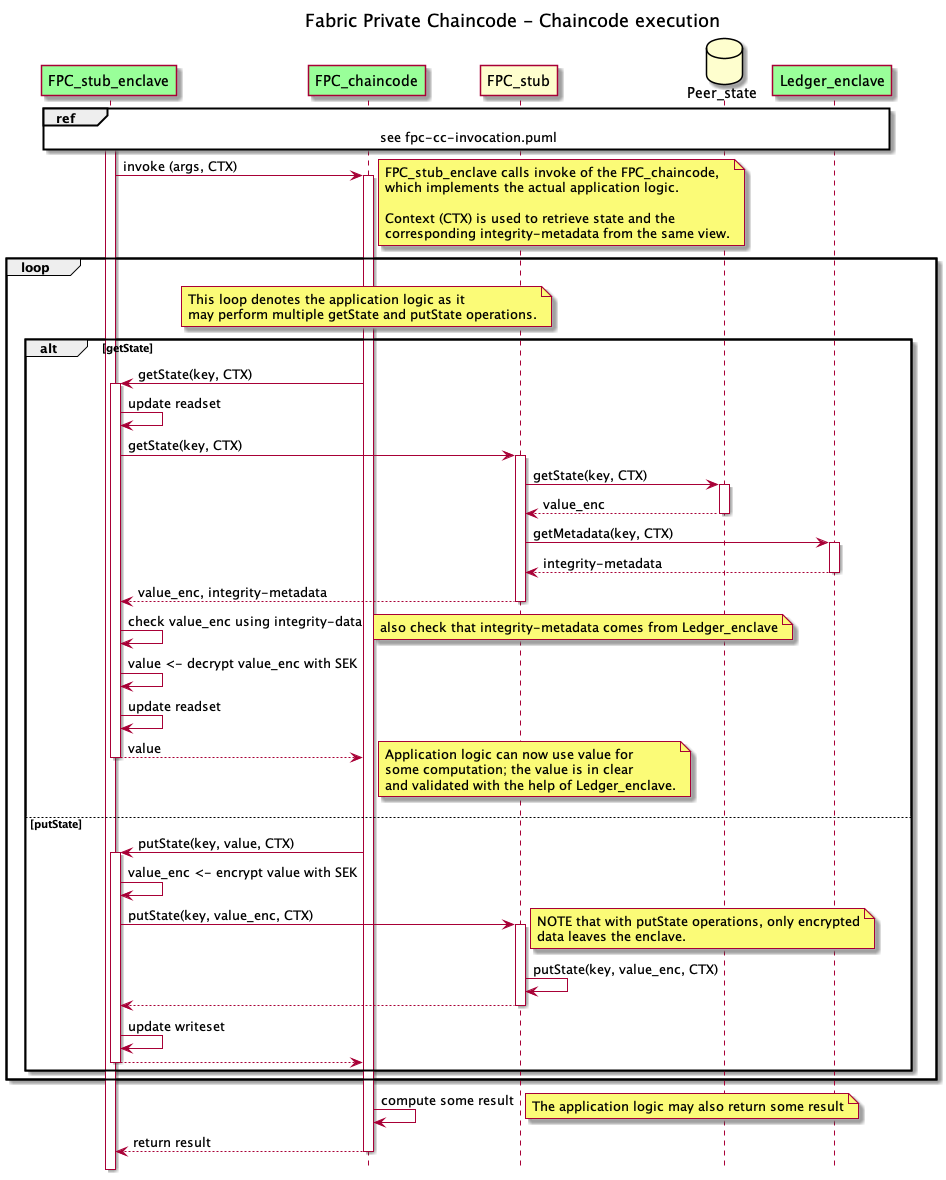 Fabric Private Chaincode - Chaincode execution
FPC_stub_enclave
FPC_chaincode
FPC_stub
Peer_state
Ledger_enclave
ref
see fpc-cc-invocation.puml
invoke (args, CTX)
FPC_stub_enclave calls invoke of the FPC_chaincode,
which implements the actual application logic.
Context (CTX) is used to retrieve state and the
corresponding integrity-metadata from the same view.
loop
This loop denotes the application logic as it
may perform multiple getState and putState operations.
alt
[getState]
getState(key, CTX)
update readset
getState(key, CTX)
getState(key, CTX)
value_enc
getMetadata(key, CTX)
integrity-metadata
value_enc, integrity-metadata
check value_enc using integrity-data
also check that integrity-metadata comes from Ledger_enclave
value <- decrypt value_enc with SEK
update readset
value
Application logic can now use value for
some computation; the value is in clear
and validated with the help of Ledger_enclave.
[putState]
putState(key, value, CTX)
value_enc <- encrypt value with SEK
putState(key, value_enc, CTX)
NOTE that with putState operations, only encrypted
data leaves the enclave.
putState(key, value_enc, CTX)
update writeset
compute some result
The application logic may also return some result
return result